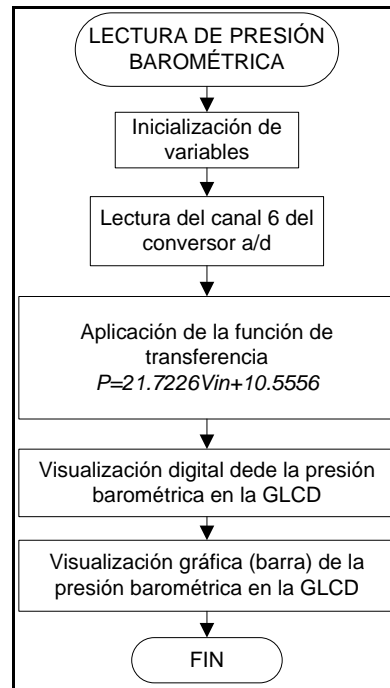 LECTURA DE PRESIÓN
BAROMÉTRICA
Inicialización de
variables
Lectura del canal 6 del
conversor a/d
Aplicación de la función de
transferencia
P=21.7226Vin+10.5556
Visualización digital dede la presión
barométrica en la GLCD
Visualización gráfica (barra) de la
presión barométrica en la GLCD
FIN